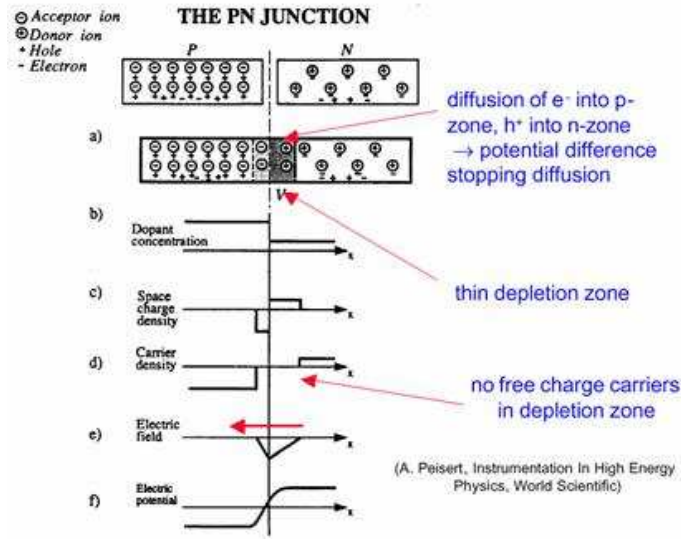 ⊖ Acceptor ion
⊕ Donor ion
+ Hole
- Electron
THE PN JUNCTION
P
N
a)
diffusion of e- into p-
zone, h+ into n-zone
→ potential difference
stopping diffusion
V
b)
Dopant
concentration
x
thin depletion zone
c)
Space
charge
density
x
d)
Carrier
density
x
no free charge carriers
in depletion zone
e)
Electric
field
x
(A. Peisert, Instrumentation In High Energy
Physics, World Scientific)
f)
Electric
potential
x